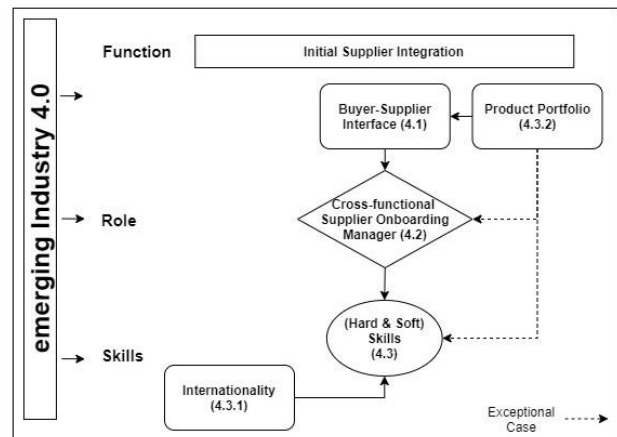 emerging Industry 4.0
Function
Initial Supplier Integration
Buyer-Supplier
Interface (4.1)
Product Portfolio
(4.3.2)
Role
Cross-functional
Supplier Onboarding
Manager (4.2)
(Hard & Soft)
Skills
(4.3)
Skills
Internationality
(4.3.1)
Exceptional
Case